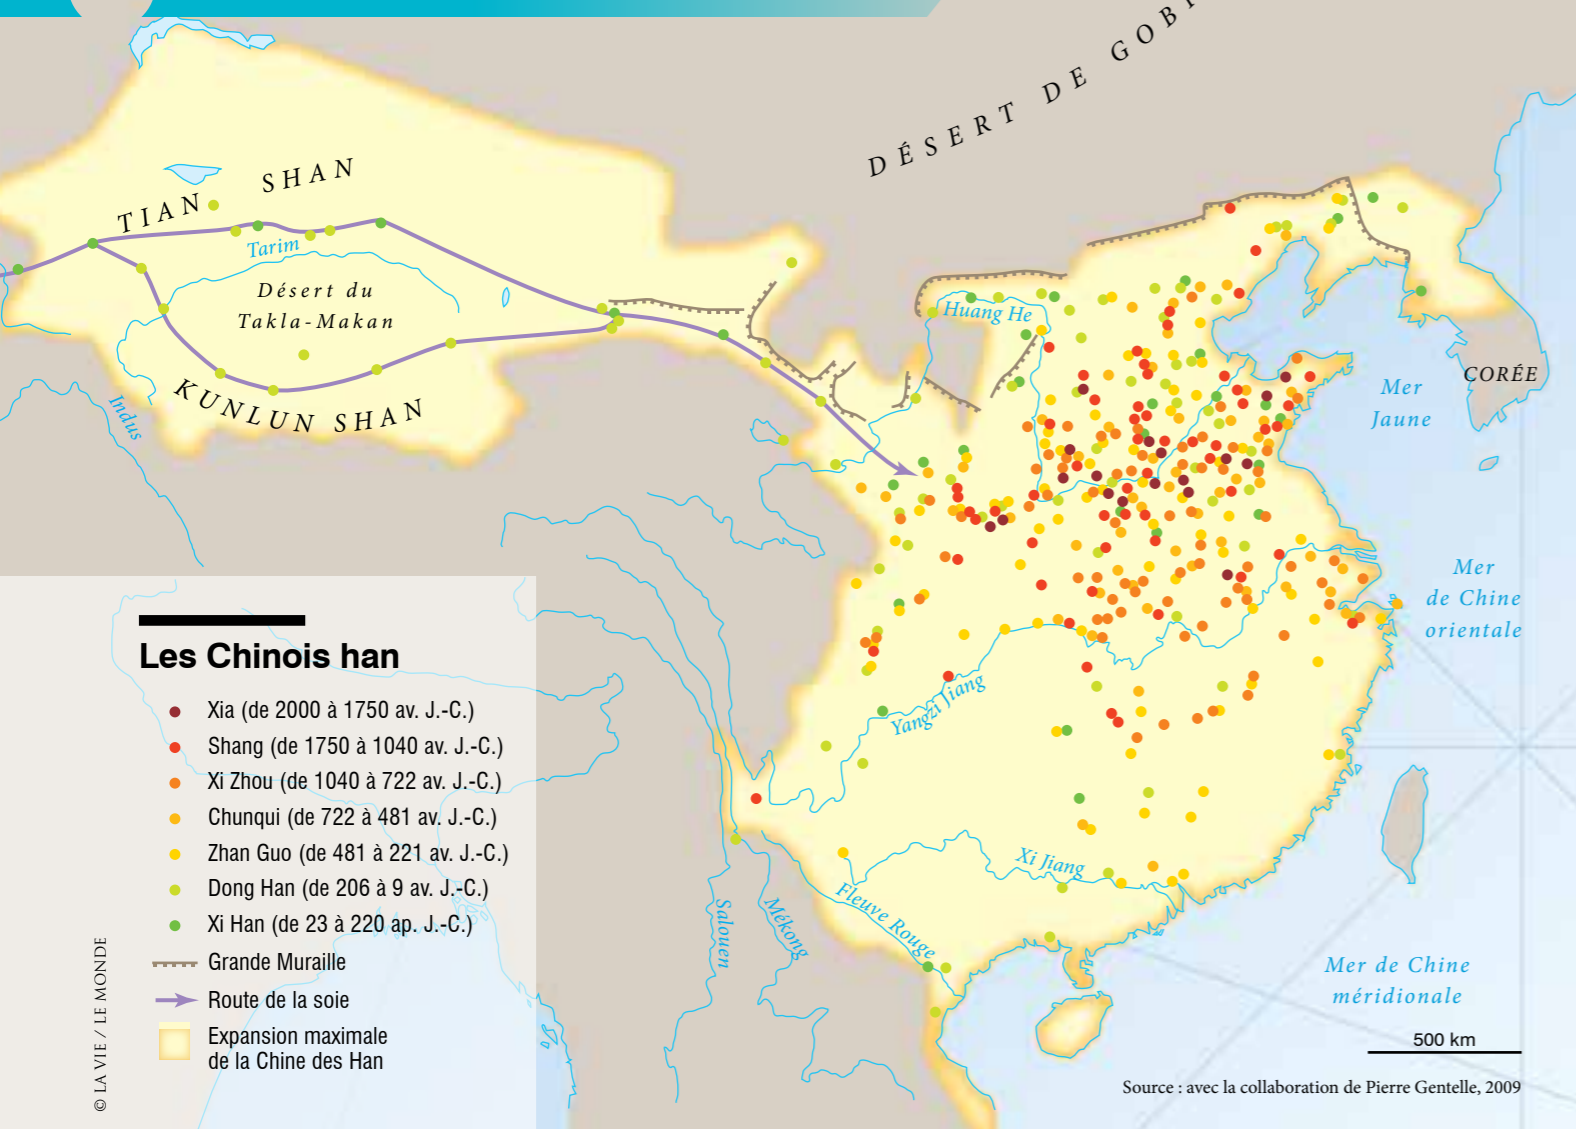 DÉSERT DE GOBI
TIAN SHAN
Tarim
Désert du
Takla-Makan
KUNLUN SHAN
Indus
Huang He
CORÉE
Mer
Jaune
Mer
de Chine
orientale
Yangzi Jiang
Xi Jiang
Fleuve Rouge
Salouen
Mékong
Mer de Chine
méridionale
500 km
Source : avec la collaboration de Pierre Gentelle, 2009
Les Chinois han
Xia (de 2000 à 1750 av. J.-C.)
Shang (de 1750 à 1040 av. J.-C.)
Xi Zhou (de 1040 à 722 av. J.-C.)
Chunqui (de 722 à 481 av. J.-C.)
Zhan Guo (de 481 à 221 av. J.-C.)
Dong Han (de 206 à 9 av. J.-C.)
Xi Han (de 23 à 220 ap. J.-C.)
Grande Muraille
Route de la soie
Expansion maximale
de la Chine des Han
© LA VIE / LE MONDE